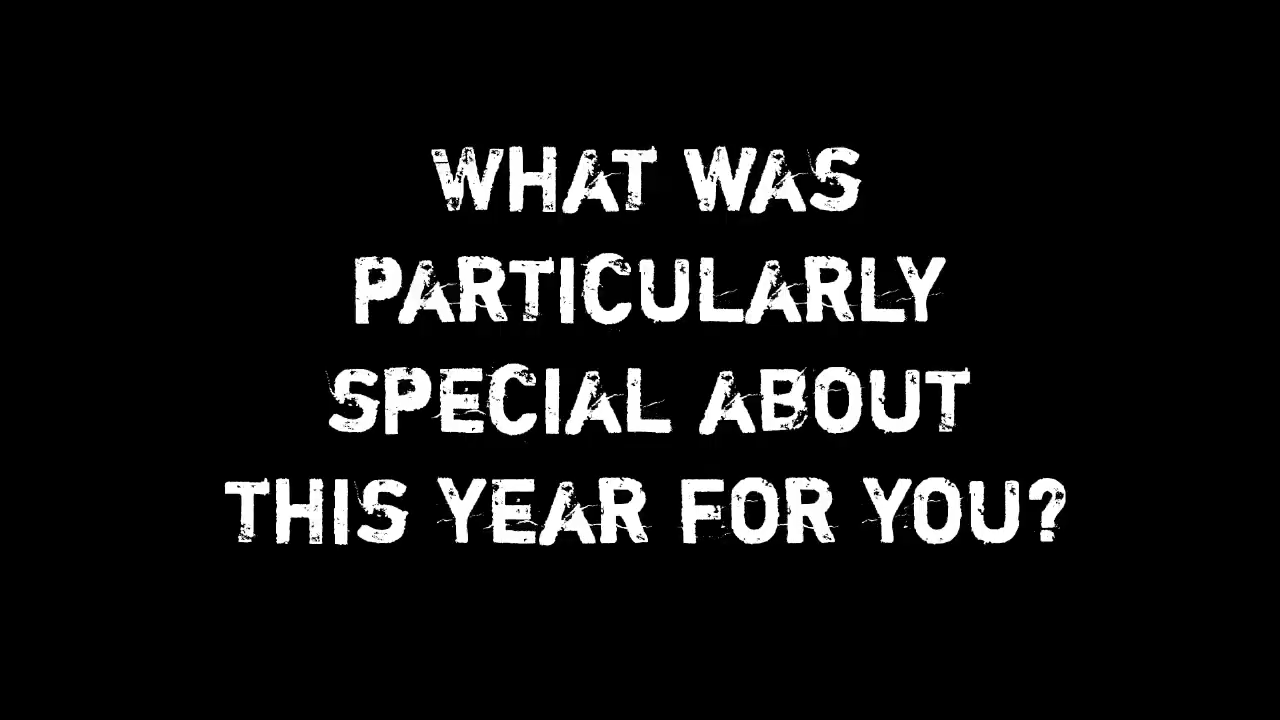 WHAT WAS
PARTICULARLY
SPECIAL ABOUT
THIS YEAR FOR YOU?